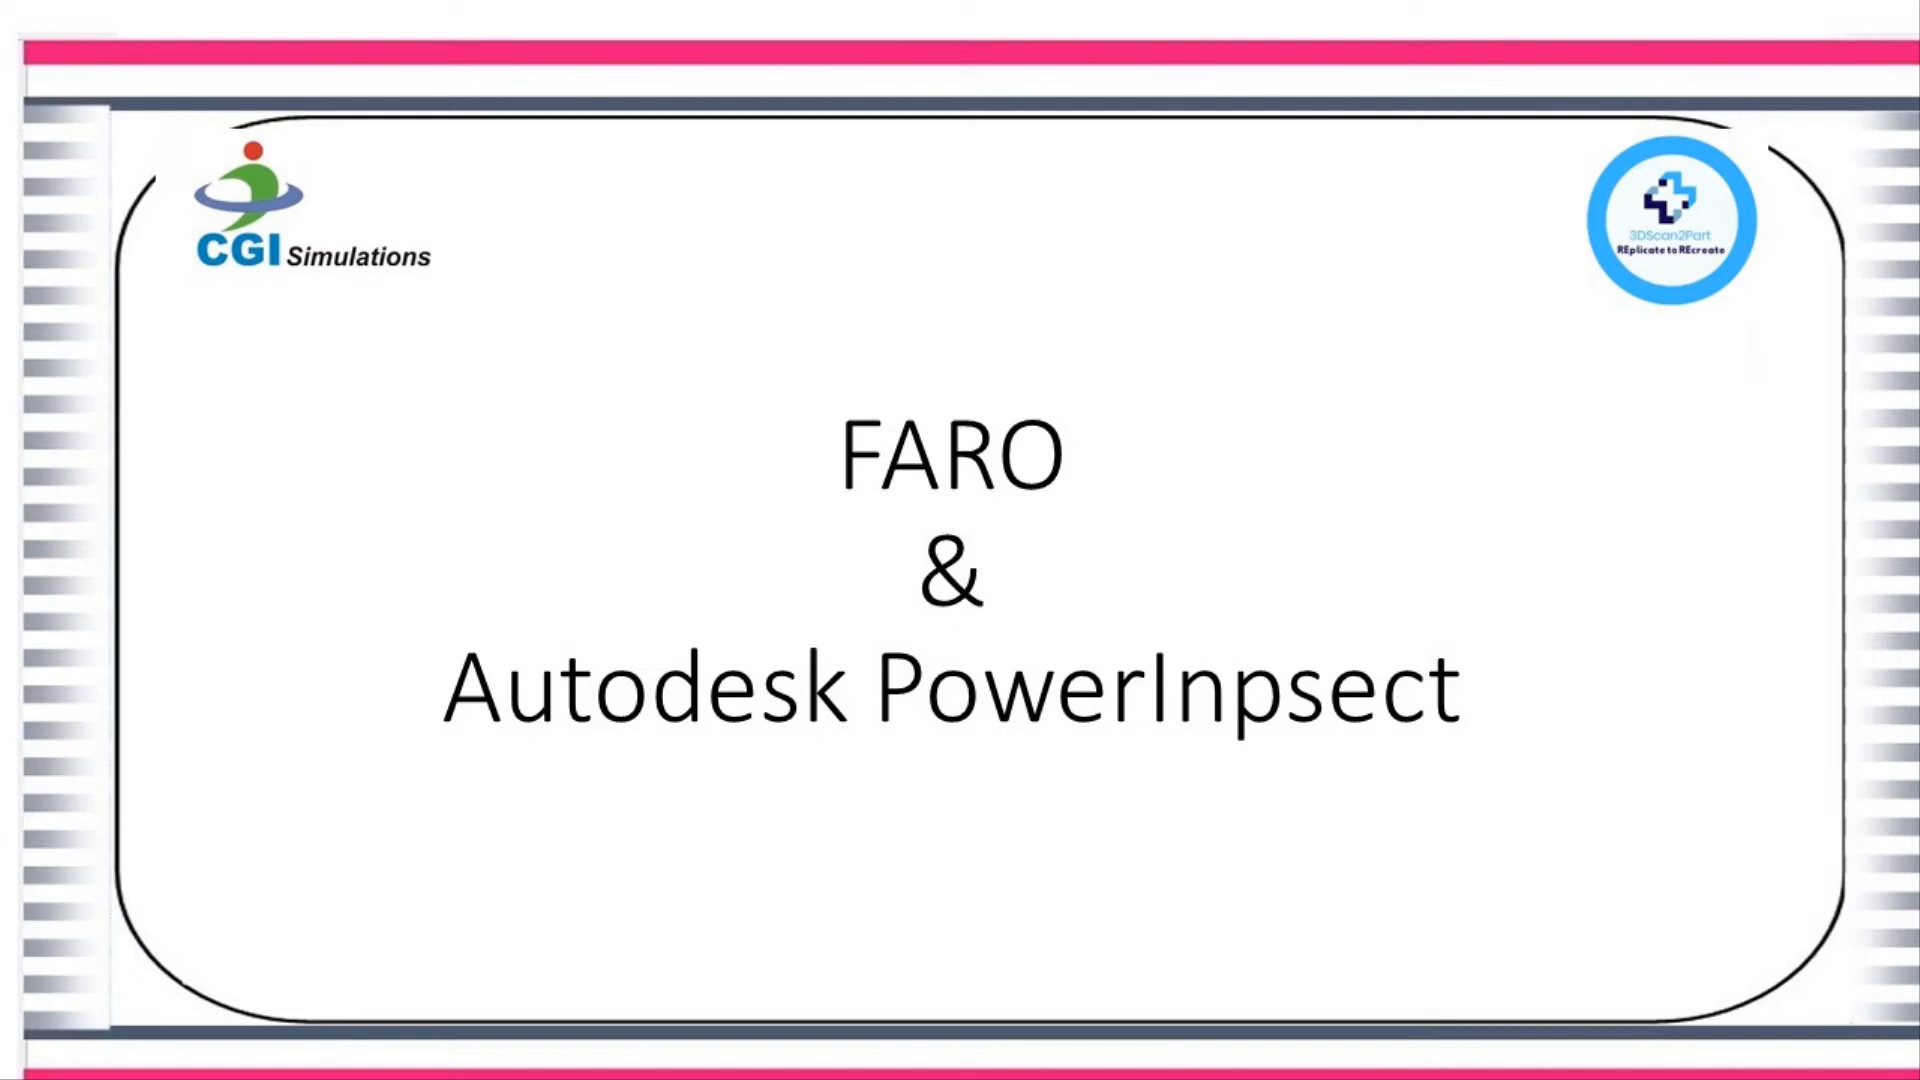 CGI Simulations
3DScan2Part
REplicate to REcreate
FARO
&
Autodesk PowerInpsect